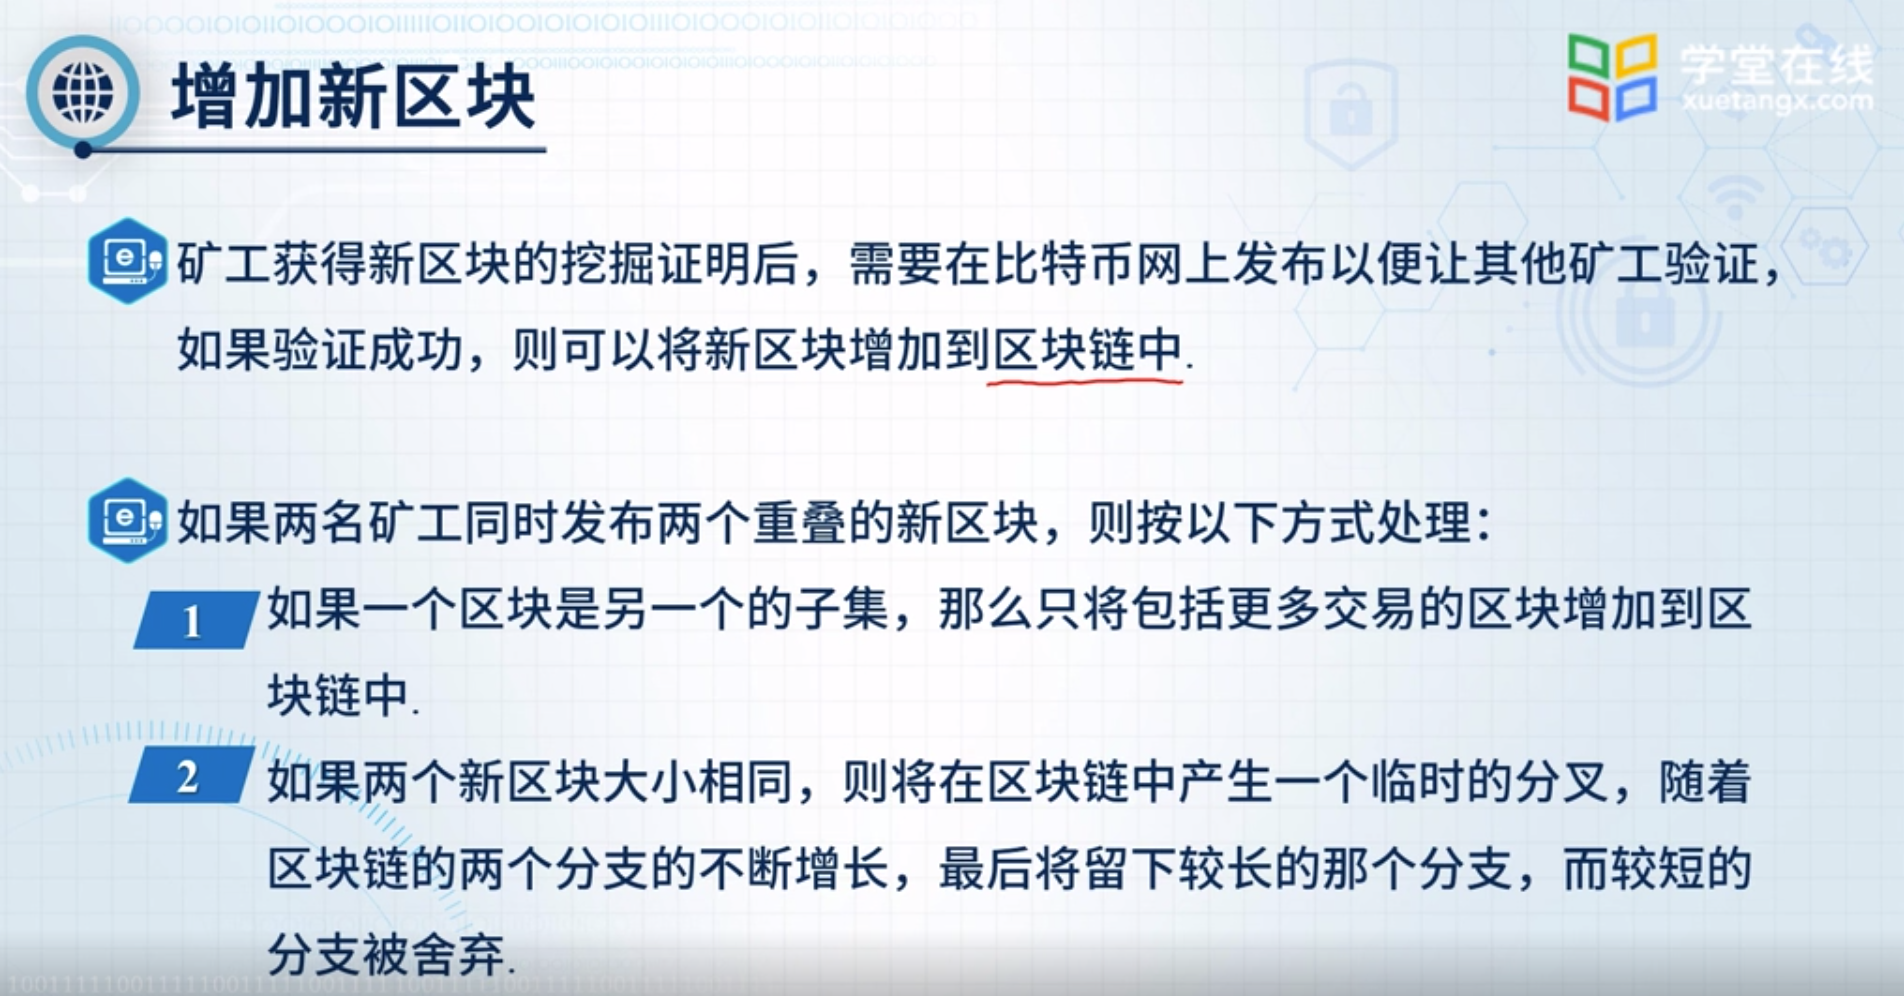 增加新区块
学堂在线
xuetangx.com
矿工获得新区块的挖掘证明后，需要在比特币网上发布以便让其他矿工验证，
如果验证成功，则可以将新区块增加到区块链中.
如果两名矿工同时发布两个重叠的新区块，则按以下方式处理：
1 如果一个区块是另一个的子集，那么只将包括更多交易的区块增加到区
块链中.
2 如果两个新区块大小相同，则将在区块链中产生一个临时的分叉，随着
区块链的两个分支的不断增长，最后将留下较长的那个分支，而较短的
分支被舍弃.